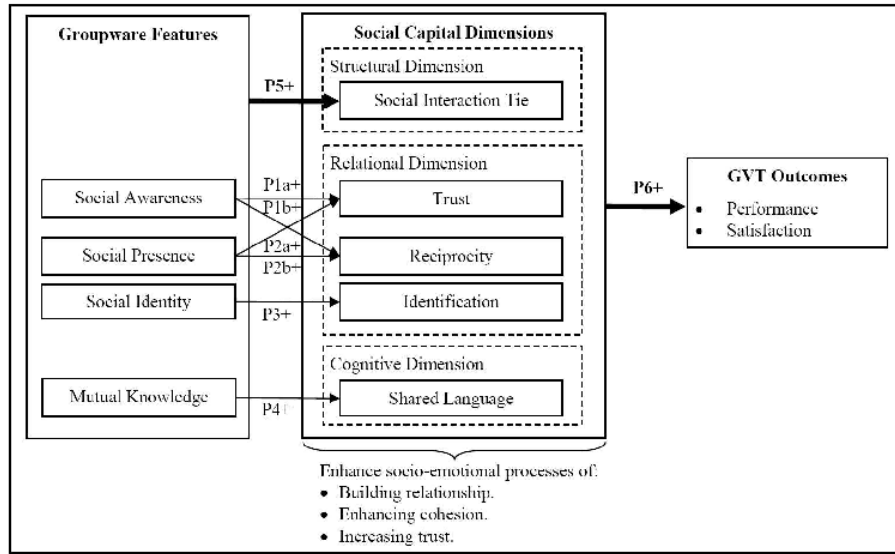 Groupware Features
Social Capital Dimensions
Structural Dimension
P5+
Social Interaction Tie
Relational Dimension
Social Awareness
P1a+
P1b+
Trust
P6+
GVT Outcomes
• Performance
• Satisfaction
Social Presence
P2a+
P2b+
Reciprocity
Social Identity
P3+
Identification
Cognitive Dimension
Mutual Knowledge
P4+
Shared Language
Enhance socio-emotional processes of:
• Building relationship.
• Enhancing cohesion.
• Increasing trust.